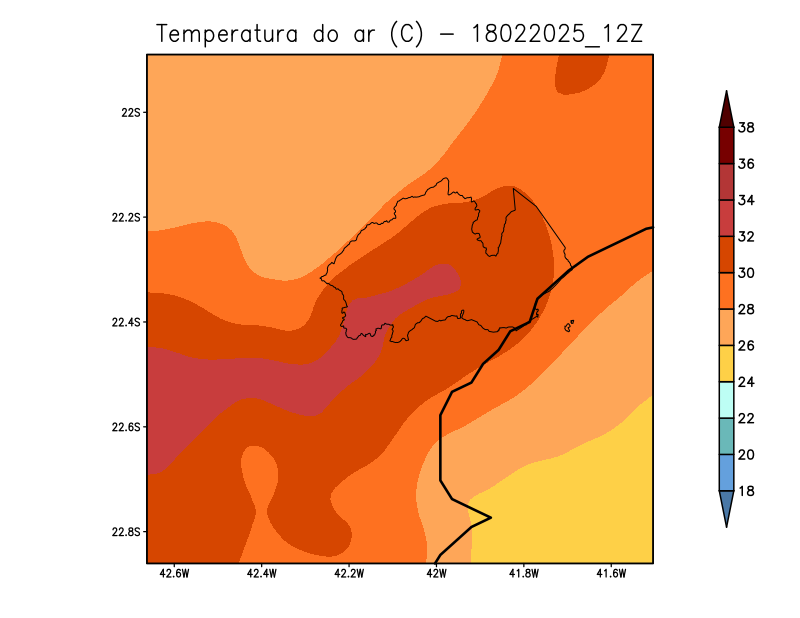 Temperatura do ar (C) - 18022025_12Z
22S
22.2S
22.4S
22.6S
22.8S
42.6W
42.4W
42.2W
42W
41.8W
41.6W
38
36
34
32
30
28
26
24
22
20
18